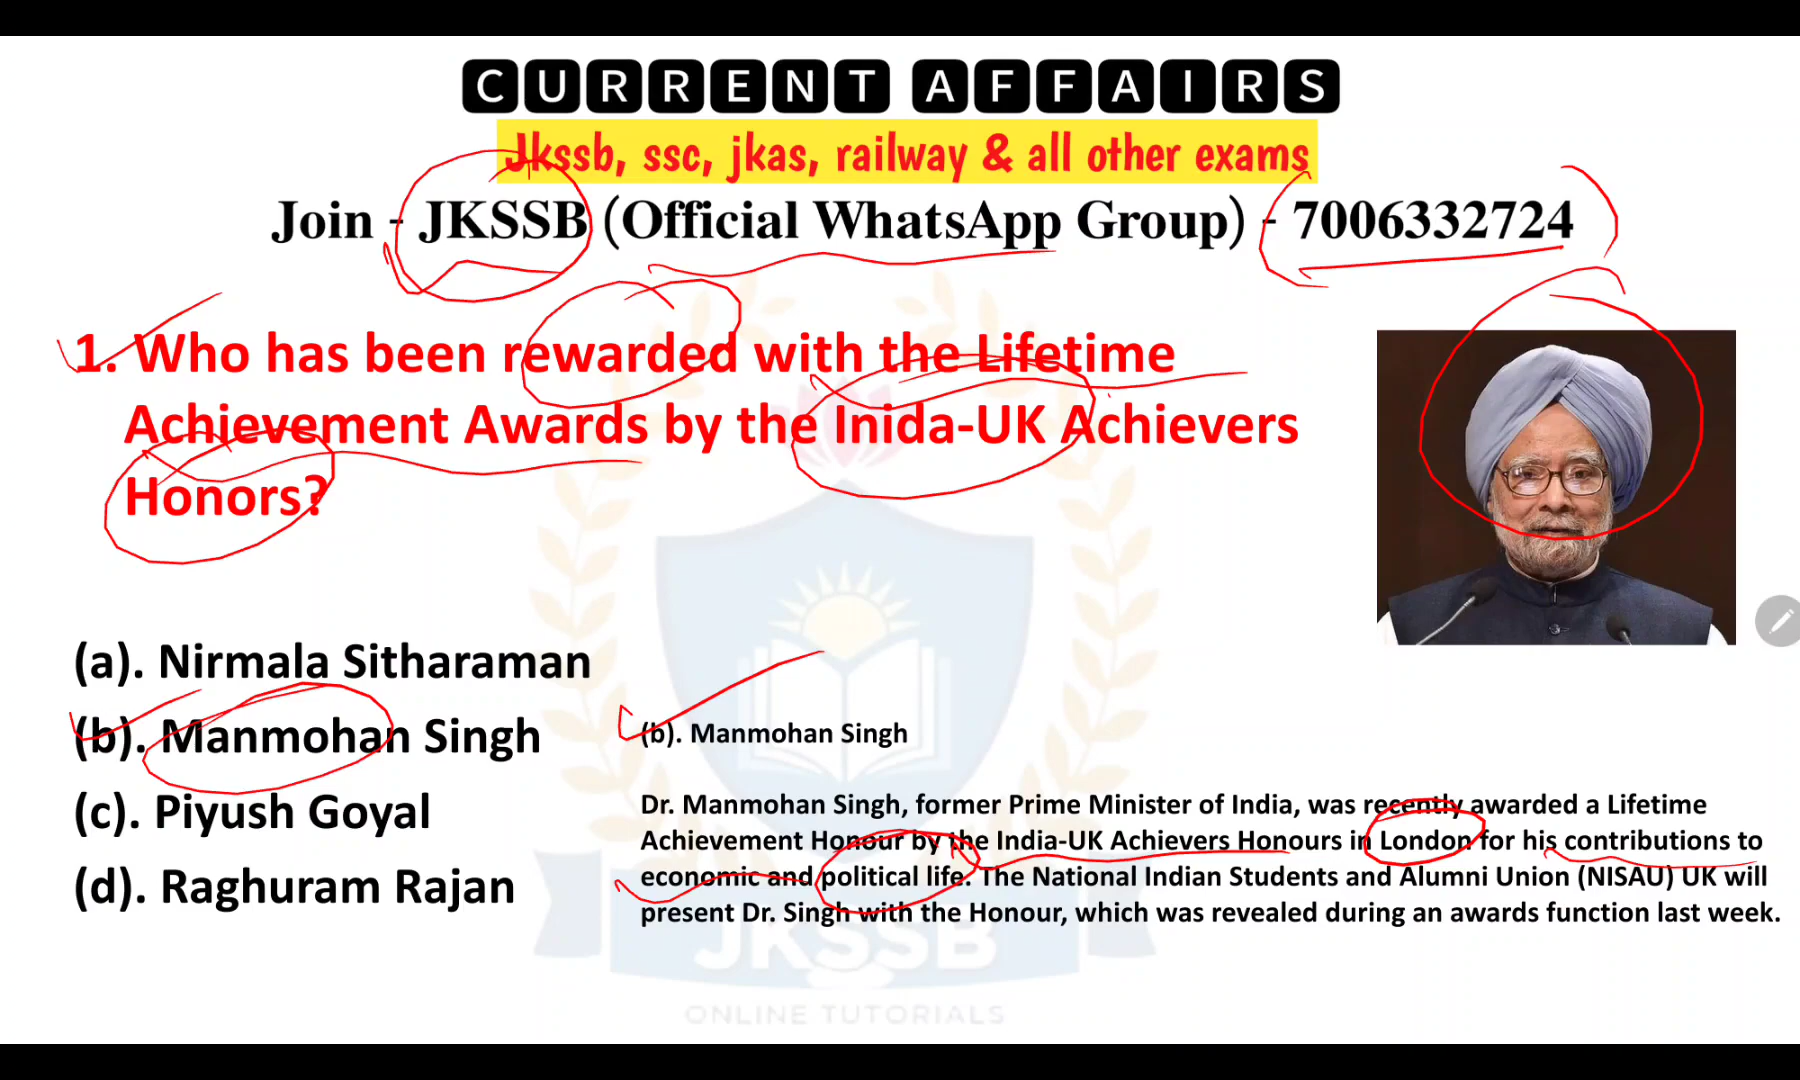 CURRENT AFFAIRS
Jkssb, ssc, jkas, railway & all other exams
Join - JKSSB (Official WhatsApp Group) - 7006332724
1. Who has been rewarded with the Lifetime
Achievement Awards by the Inida-UK Achievers
Honors?
(a). Nirmala Sitharaman
(b). Manmohan Singh
(c). Piyush Goyal
(d). Raghuram Rajan
(b). Manmohan Singh
Dr. Manmohan Singh, former Prime Minister of India, was recently awarded a Lifetime
Achievement Honour by the India-UK Achievers Honours in London for his contributions to
economic and political life. The National Indian Students and Alumni Union (NISAU) UK will
present Dr. Singh with the Honour, which was revealed during an awards function last week.
JKSSB
ONLINE TUTORIALS